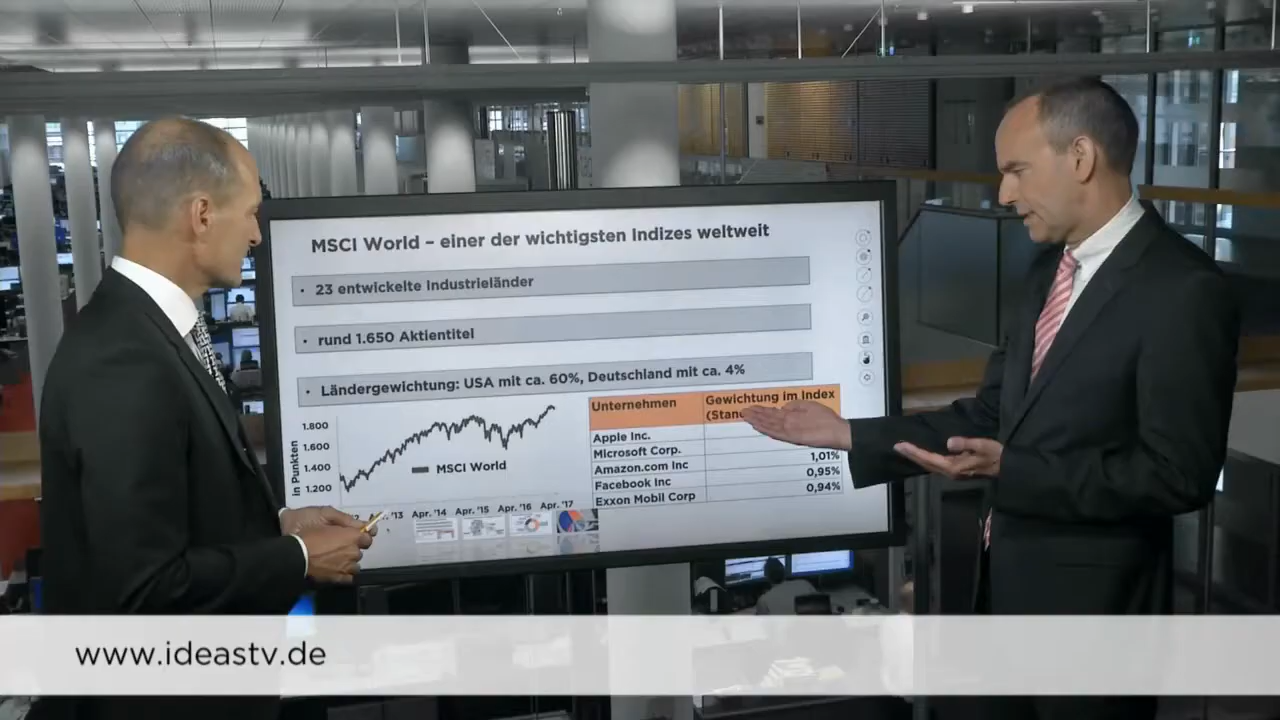 MSCI World – einer der wichtigsten Indizes weltweit
· 23 entwickelte Industrieländer
· rund 1.650 Aktientitel
· Ländergewichtung: USA mit ca. 60%, Deutschland mit ca. 4%
Unternehmen
Gewichtung im Index
Apple Inc.
Microsoft Corp.
1,01%
Amazon.com Inc
0,95%
Facebook Inc
0,94%
Exxon Mobil Corp
In Punkten
1.800
1.600
1.400
1.200
MSCI World
'13 Apr. '14 Apr. '15 Apr. '16 Apr. '17
www.ideastv.de